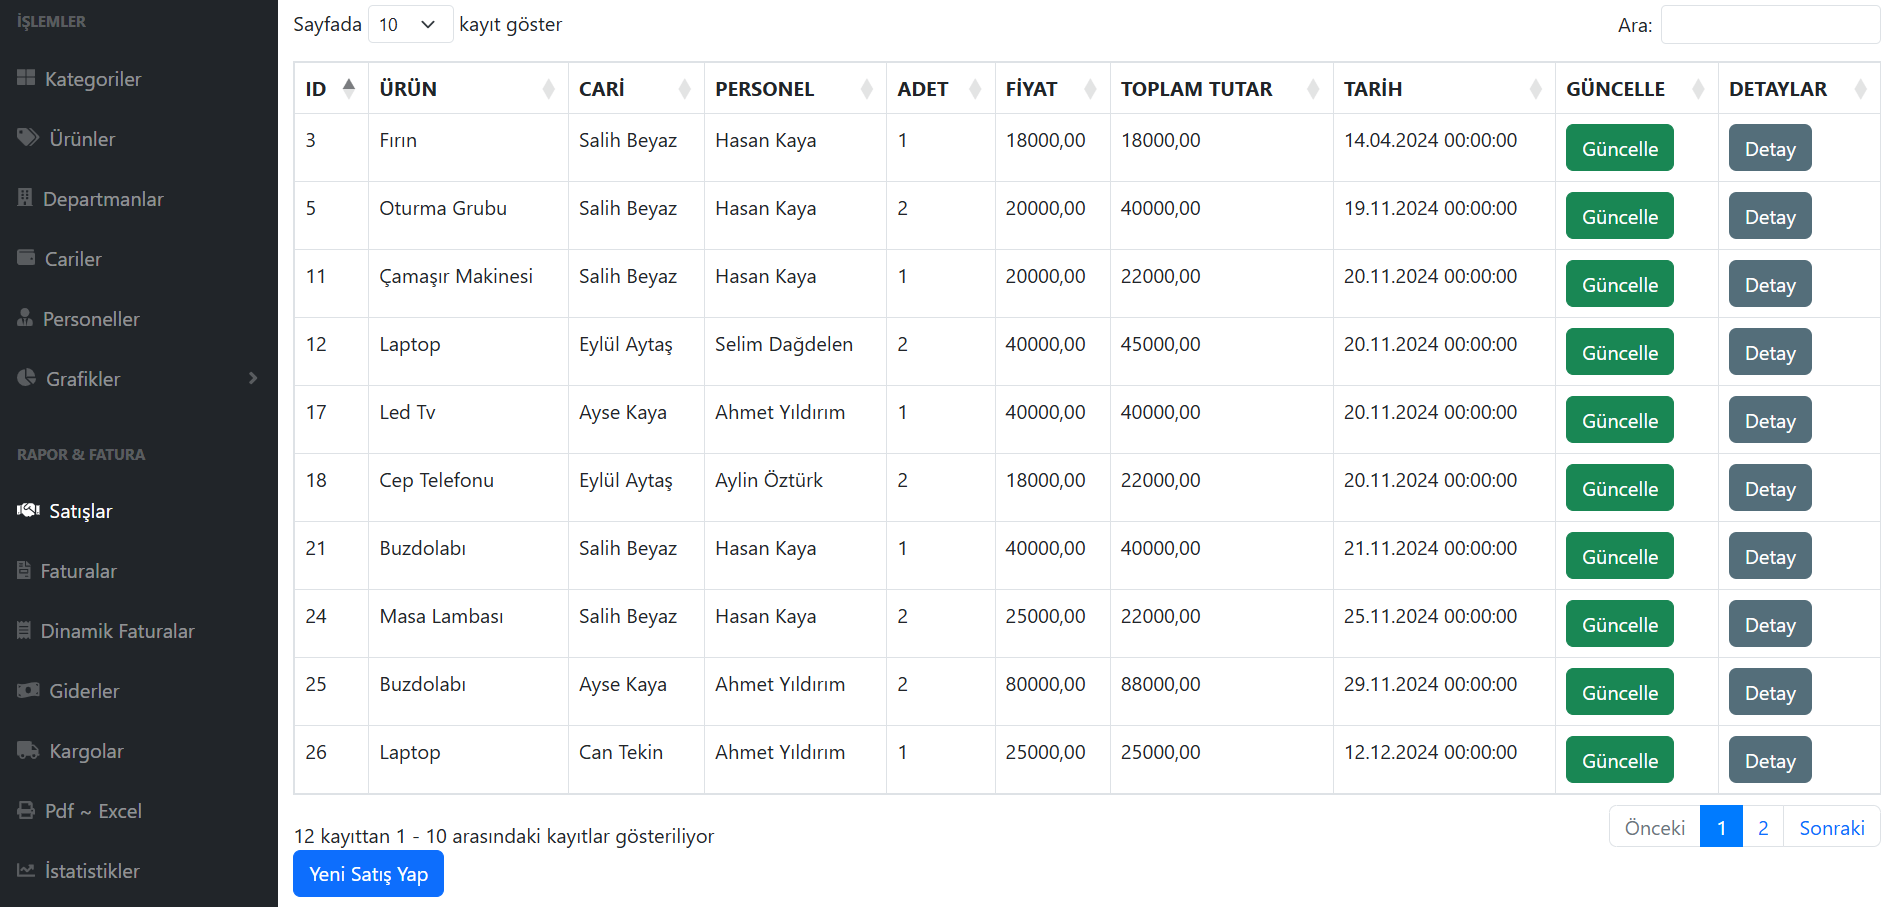 İŞLEMLER
Kategoriler
Ürünler
Departmanlar
Cariler
Personeller
Grafikler
RAPOR & FATURA
Satışlar
Faturalar
Dinamik Faturalar
Giderler
Kargolar
Pdf ~ Excel
İstatistikler
Sayfada 10 kayıt göster
Ara:
ID ÜRÜN CARİ PERSONEL ADET FİYAT TOPLAM TUTAR TARİH GÜNCELLE DETAYLAR
3 Fırın Salih Beyaz Hasan Kaya 1 18000,00 18000,00 14.04.2024 00:00:00 Güncelle Detay
5 Oturma Grubu Salih Beyaz Hasan Kaya 2 20000,00 40000,00 19.11.2024 00:00:00 Güncelle Detay
11 Çamaşır Makinesi Salih Beyaz Hasan Kaya 1 20000,00 22000,00 20.11.2024 00:00:00 Güncelle Detay
12 Laptop Eylül Aytaş Selim Dağdelen 2 40000,00 45000,00 20.11.2024 00:00:00 Güncelle Detay
17 Led Tv Ayse Kaya Ahmet Yıldırım 1 40000,00 40000,00 20.11.2024 00:00:00 Güncelle Detay
18 Cep Telefonu Eylül Aytaş Aylin Öztürk 2 18000,00 22000,00 20.11.2024 00:00:00 Güncelle Detay
21 Buzdolabı Salih Beyaz Hasan Kaya 1 40000,00 40000,00 21.11.2024 00:00:00 Güncelle Detay
24 Masa Lambası Salih Beyaz Hasan Kaya 2 25000,00 22000,00 25.11.2024 00:00:00 Güncelle Detay
25 Buzdolabı Ayse Kaya Ahmet Yıldırım 2 80000,00 88000,00 29.11.2024 00:00:00 Güncelle Detay
26 Laptop Can Tekin Ahmet Yıldırım 1 25000,00 25000,00 12.12.2024 00:00:00 Güncelle Detay
12 kayıttan 1 - 10 arasındaki kayıtlar gösteriliyor
Önceki 1 2 Sonraki
Yeni Satış Yap